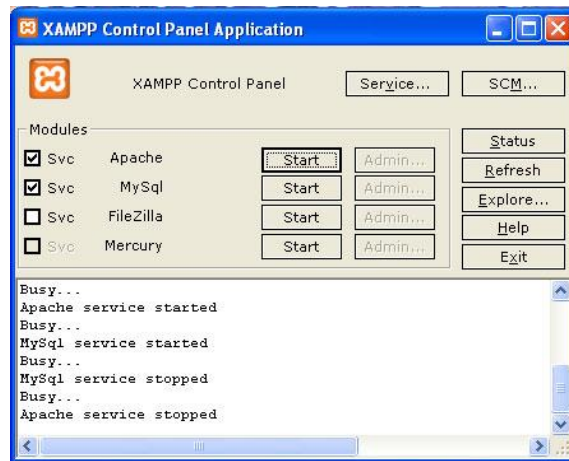 XAMPP Control Panel Application
XAMPP Control Panel Service... SCM...
Modules
Svc Apache Start Admin...
Svc MySql Start Admin...
Svc FileZilla Start Admin...
Svc Mercury Start Admin...
Status
Refresh
Explore...
Help
Exit
Busy...
Apache service started
Busy...
MySql service started
Busy...
MySql service stopped
Busy...
Apache service stopped